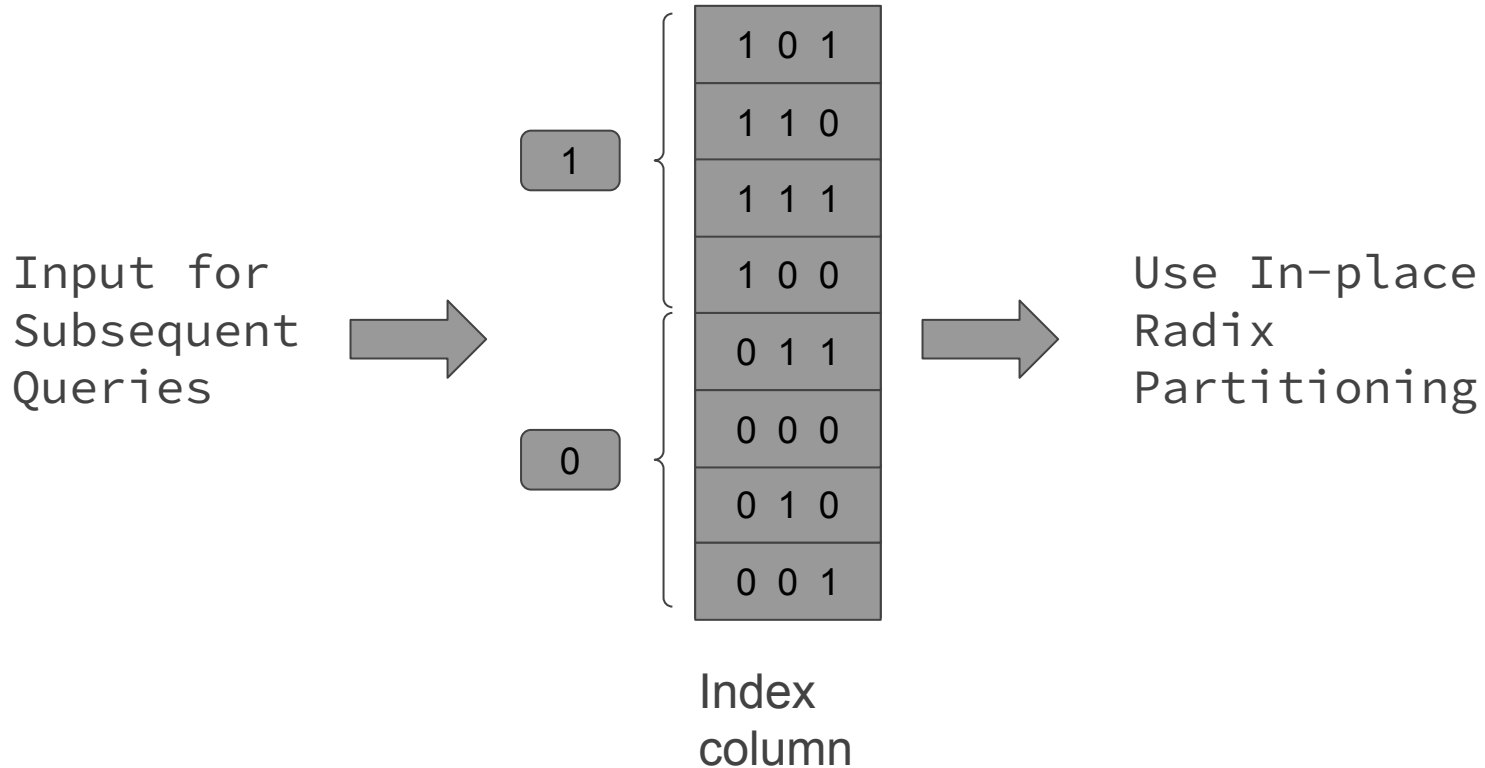 Input for
Subsequent
Queries
1
0
1 0 1
1 1 0
1 1 1
1 0 0
0 1 1
0 0 0
0 1 0
0 0 1
Index
column
Use In-place
Radix
Partitioning